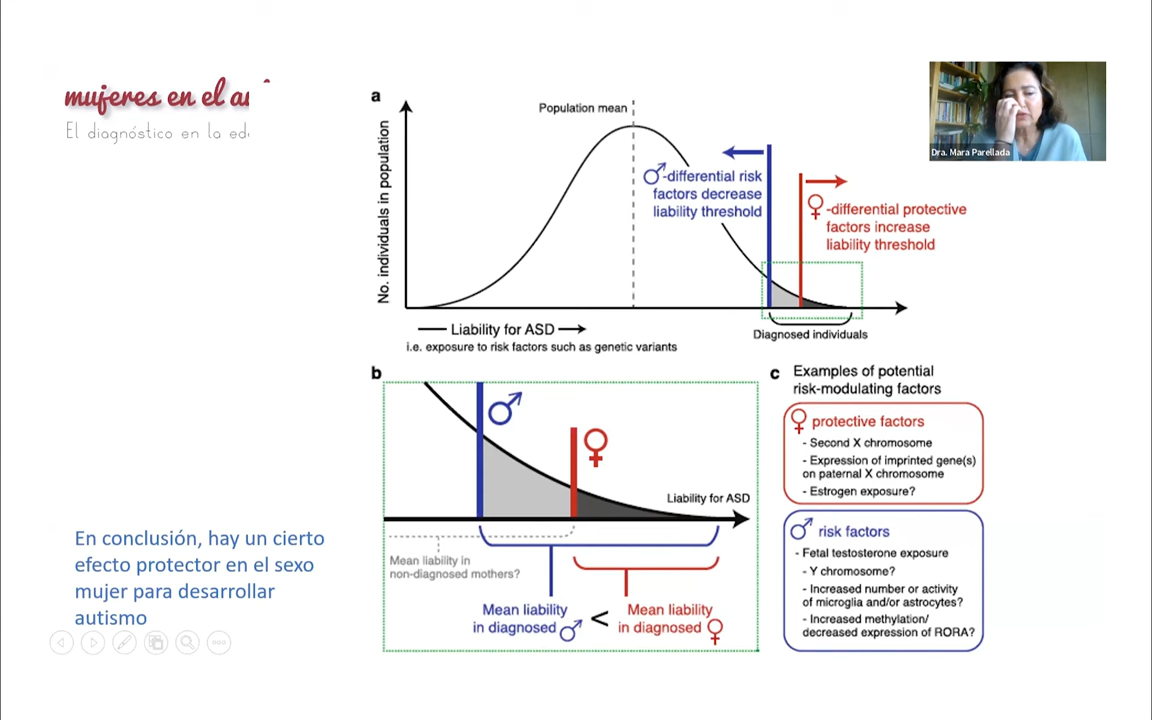 mujeres en el au
El diagnóstico en la eda
Dra. Mara Parellada
a
Population mean
No. individuals in population
♂-differential risk
factors decrease
liability threshold
♀-differential protective
factors increase
liability threshold
Liability for ASD
i.e. exposure to risk factors such as genetic variants
Diagnosed individuals
b
♂
♀
Liability for ASD
Mean liability in
non-diagnosed mothers?
Mean liability
in diagnosed ♂
<
Mean liability
in diagnosed ♀
c Examples of potential
risk-modulating factors
♀ protective factors
- Second X chromosome
- Expression of imprinted gene(s)
on paternal X chromosome
- Estrogen exposure?
♂ risk factors
- Fetal testosterone exposure
- Y chromosome?
- Increased number or activity
of microglia and/or astrocytes?
- Increased methylation/
decreased expression of RORA?
En conclusión, hay un cierto
efecto protector en el sexo
mujer para desarrollar
autismo